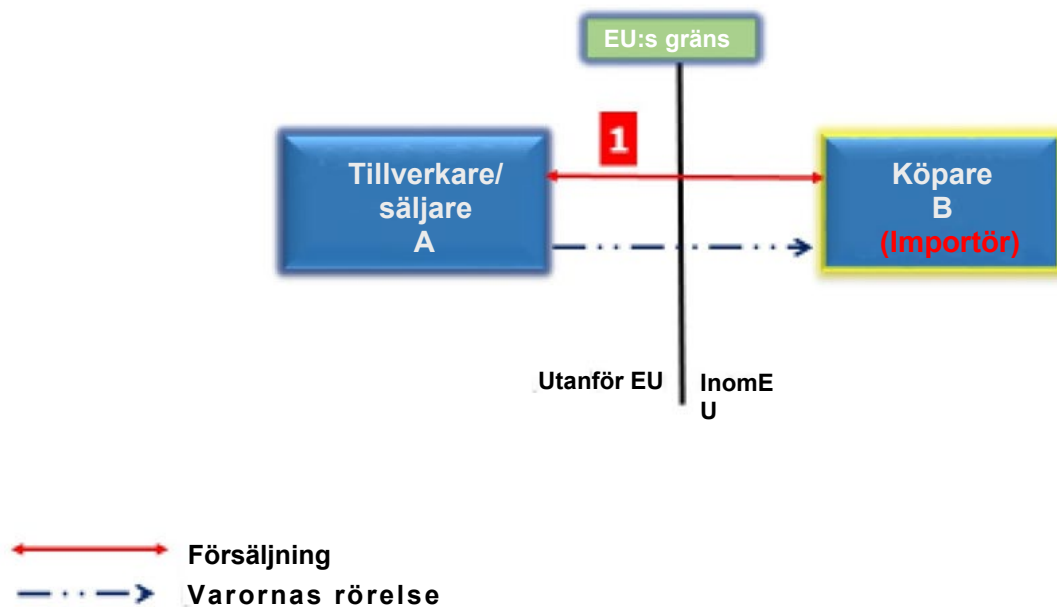 EU:s gräns
1
Tillverkare/
säljare
A
Köpare
B
(Importör)
Utanför EU
InomE
U
Försäljning
Varornas rörelse